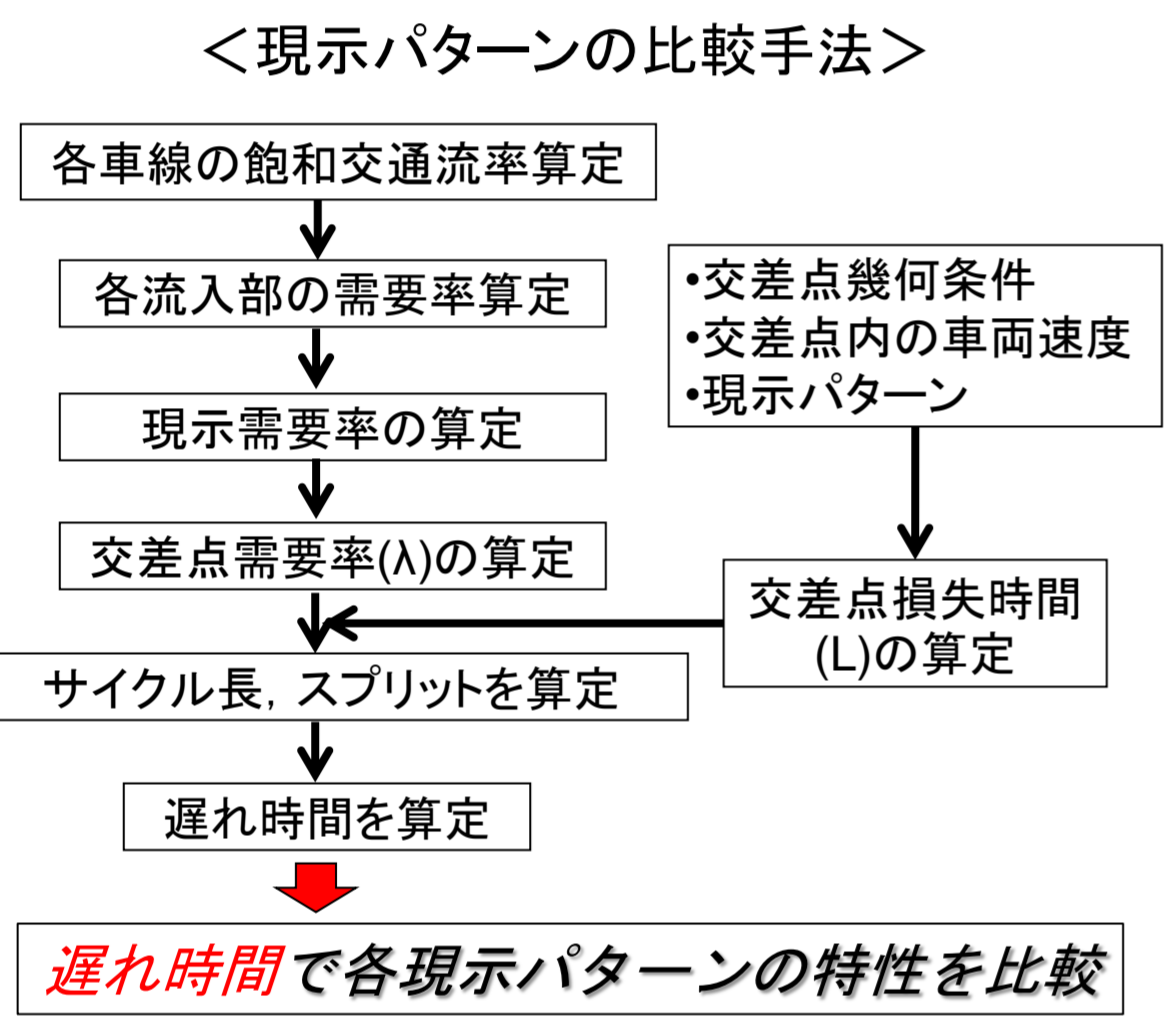 ＜現示パターンの比較手法＞
各車線の飽和交通流率算定
各流入部の需要率算定
現示需要率の算定
交差点需要率(λ)の算定
•交差点幾何条件
•交差点内の車両速度
•現示パターン
交差点損失時間
(L)の算定
サイクル長，スプリットを算定
遅れ時間を算定
遅れ時間で各現示パターンの特性を比較